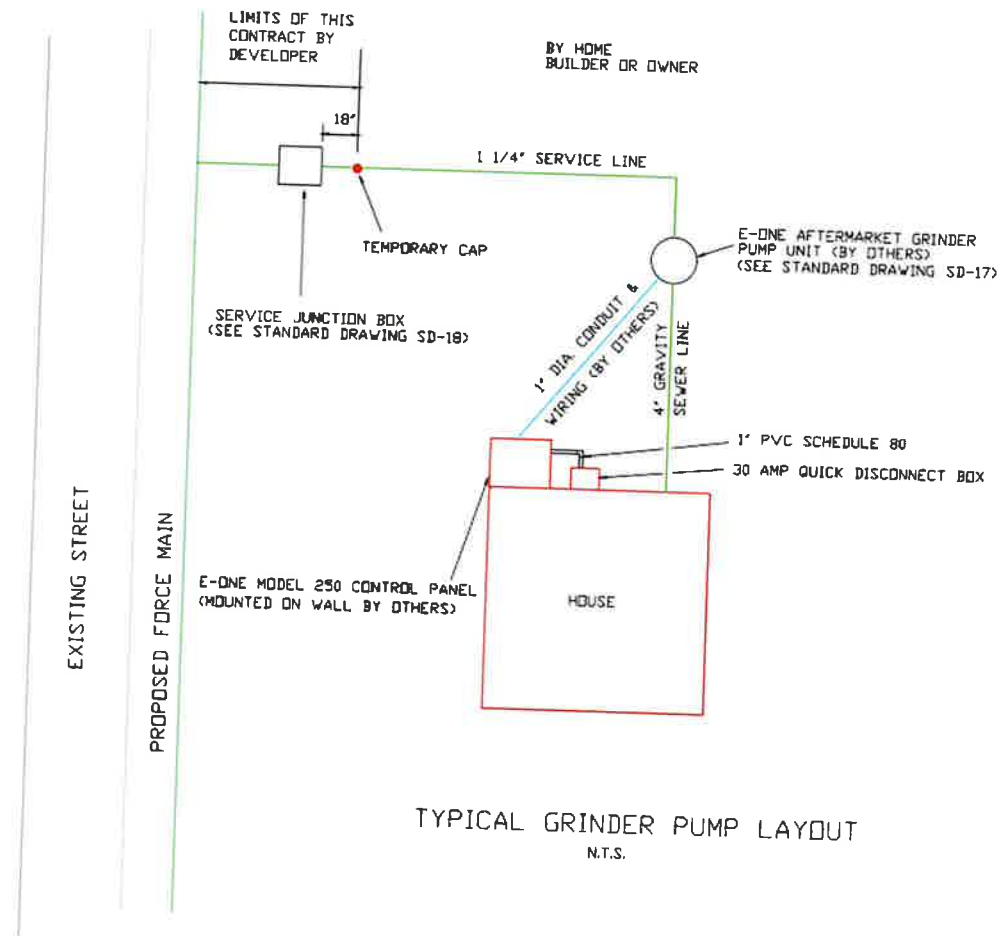 LIMITS OF THIS
CONTRACT BY
DEVELOPER
BY HOME
BUILDER OR OWNER
18"
1 1/4" SERVICE LINE
TEMPORARY CAP
E-ONE AFTERMARKET GRINDER
PUMP UNIT (BY OTHERS)
(SEE STANDARD DRAWING SD-17)
SERVICE JUNCTION BOX
(SEE STANDARD DRAWING SD-18)
1" DIA. CONDUIT &
WIRING (BY OTHERS)
4" GRAVITY
SEWER LINE
1" PVC SCHEDULE 80
30 AMP QUICK DISCONNECT BOX
EXISTING STREET
PROPOSED FORCE MAIN
E-ONE MODEL 250 CONTROL PANEL
(MOUNTED ON WALL BY OTHERS)
HOUSE
TYPICAL GRINDER PUMP LAYOUT
N.T.S.